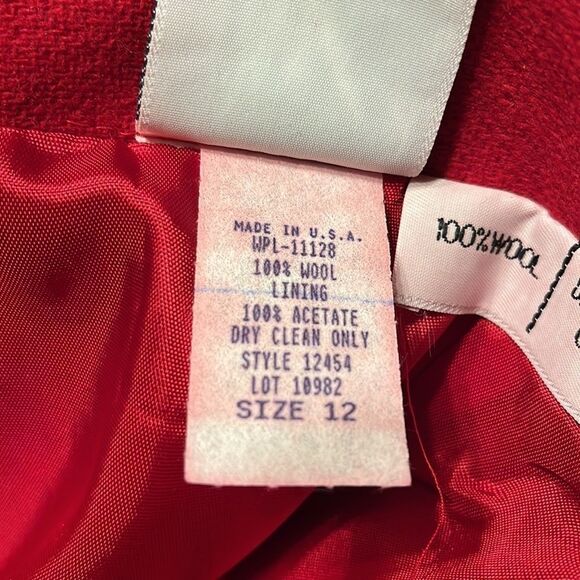 MADE IN U.S.A.
WPL-11128
100% WOOL
LINING
100% ACETATE
DRY CLEAN ONLY
STYLE 12454
LOT 10982
SIZE 12
100% WOOL